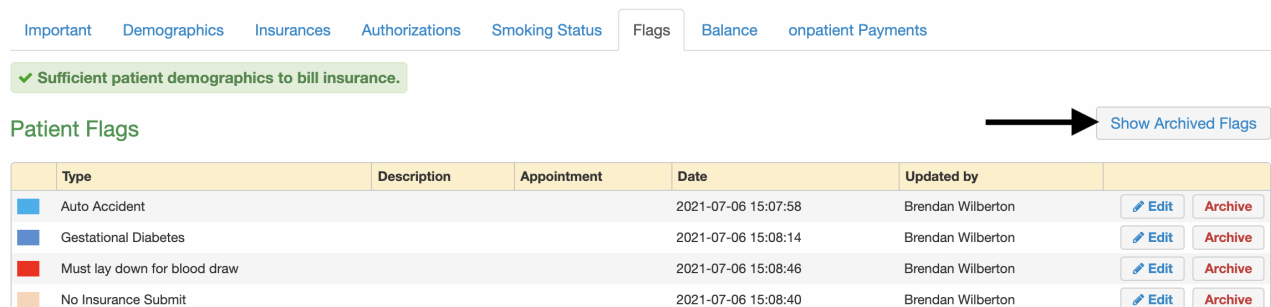 Important Demographics Insurances Authorizations Smoking Status Flags Balance onpatient Payments
Sufficient patient demographics to bill insurance.
Patient Flags Show Archived Flags
Type Description Appointment Date Updated by
Auto Accident 2021-07-06 15:07:58 Brendan Wilberton Edit Archive
Gestational Diabetes 2021-07-06 15:08:14 Brendan Wilberton Edit Archive
Must lay down for blood draw 2021-07-06 15:08:46 Brendan Wilberton Edit Archive
No Insurance Submit 2021-07-06 15:08:40 Brendan Wilberton Edit Archive